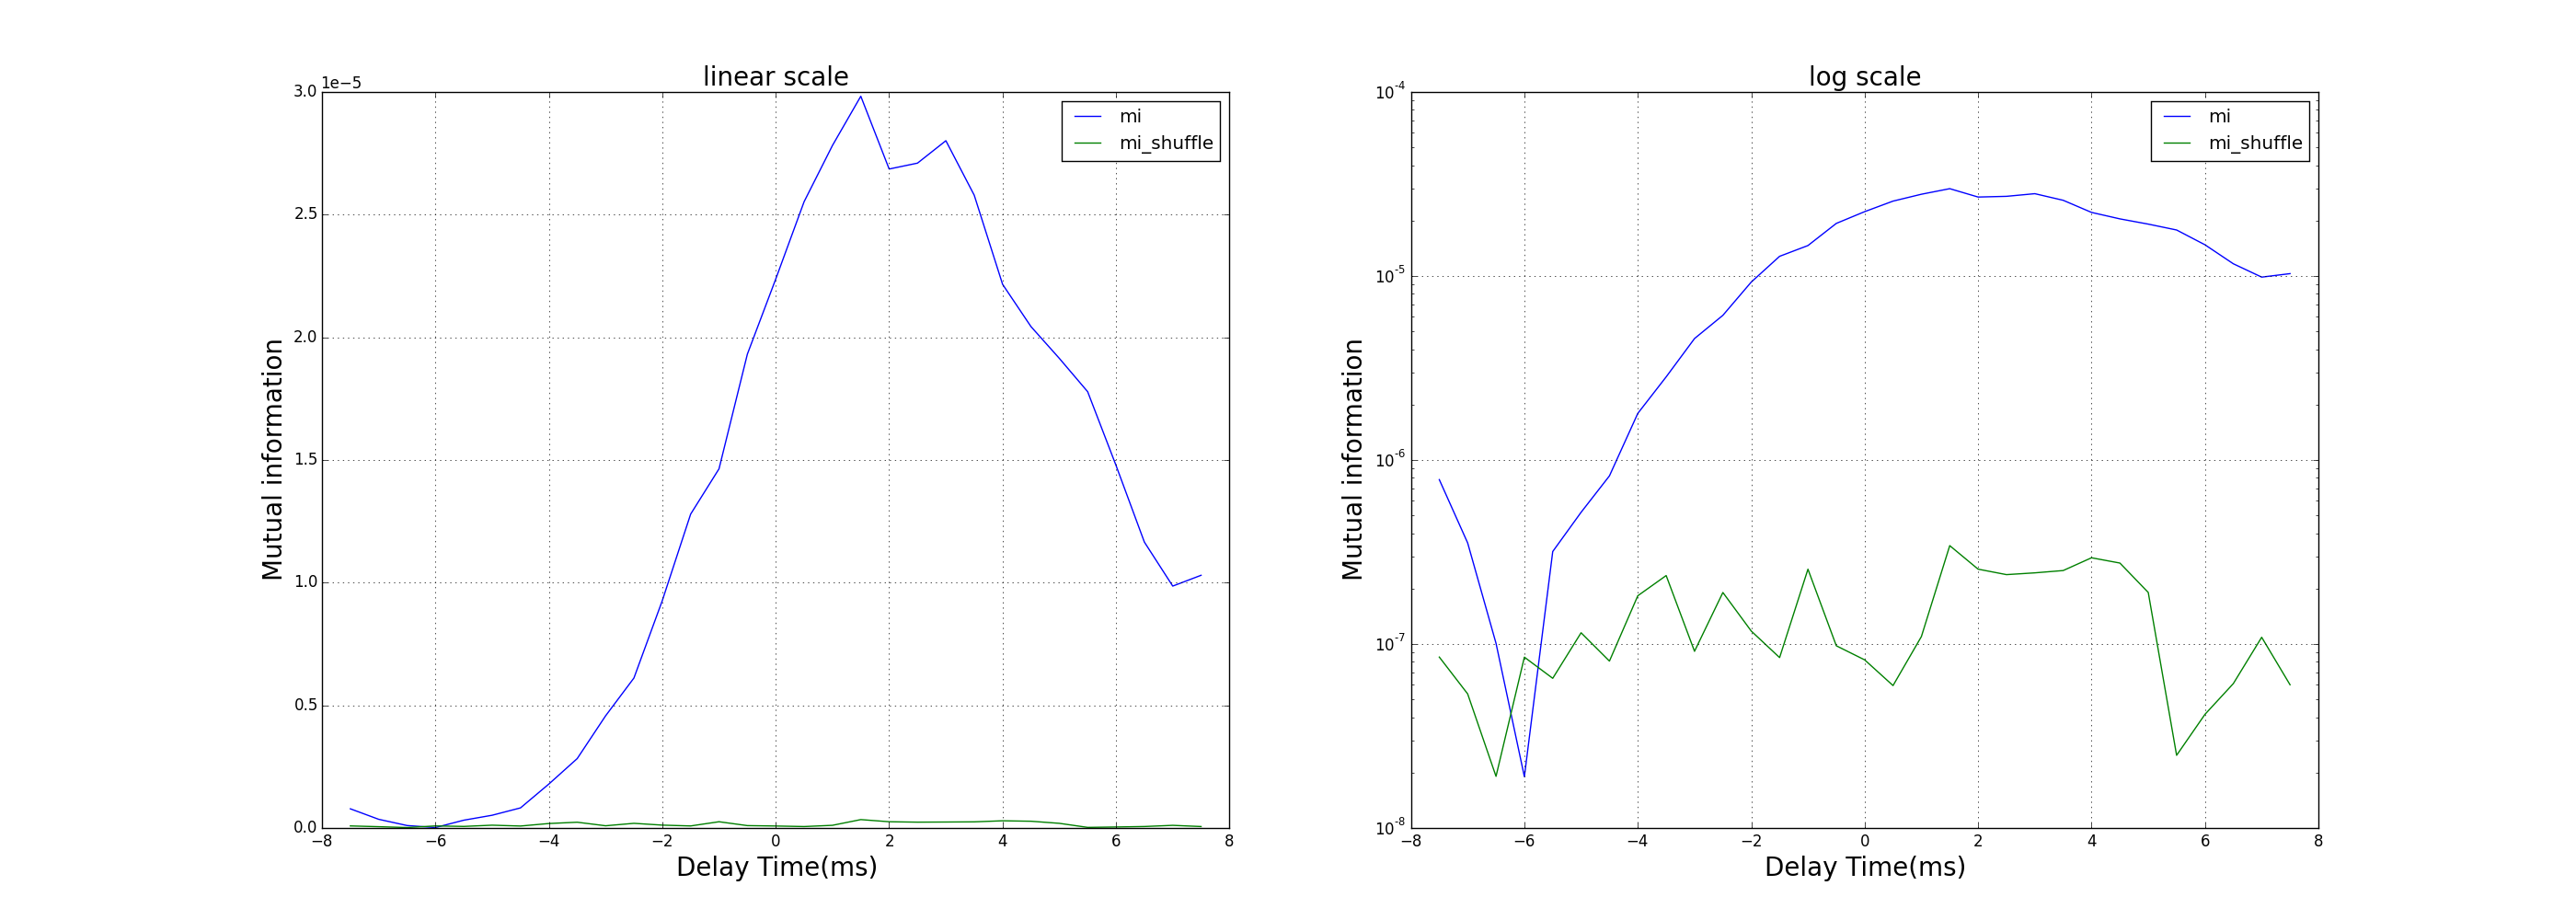 linear scale
1e−5
3.0
2.5
2.0
1.5
1.0
0.5
0.0
−8 −6 −4 −2 0 2 4 6 8
Delay Time(ms)
Mutual information
mi
mi_shuffle
log scale
10-4
10-5
10-6
10-7
10-8
−8 −6 −4 −2 0 2 4 6 8
Delay Time(ms)
Mutual information
mi
mi_shuffle